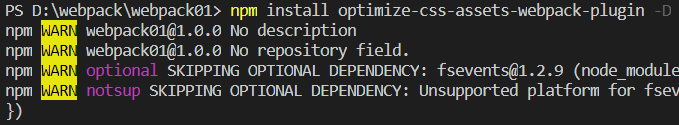 PS D:\webpack\webpack01> npm install optimize-css-assets-webpack-plugin -D
npm WARN webpack01@1.0.0 No description
npm WARN webpack01@1.0.0 No repository field.
npm WARN optional SKIPPING OPTIONAL DEPENDENCY: fsevents@1.2.9 (node_module
npm WARN notsup SKIPPING OPTIONAL DEPENDENCY: Unsupported platform for fsev
})